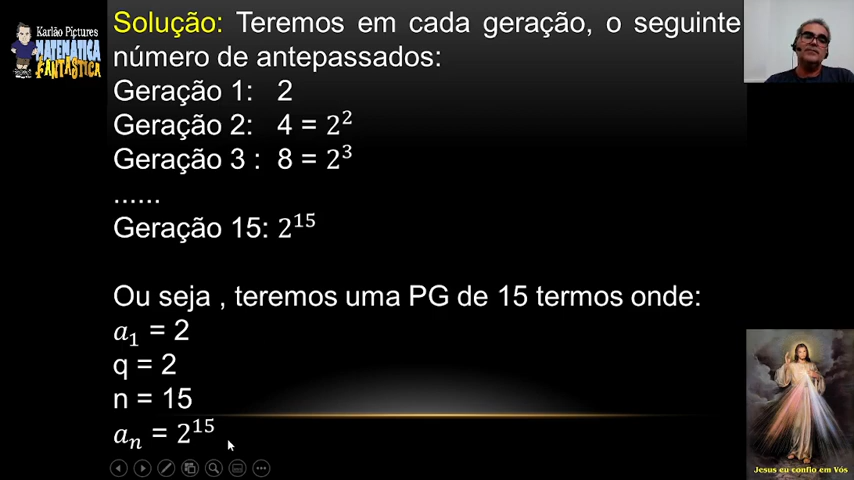 Karlão Pictures
MATEMÁTICA
FANTÁSTICA
Solução: Teremos em cada geração, o seguinte
número de antepassados:
Geração 1: 2
Geração 2: 4 = 2²
Geração 3 : 8 = 2³
......
Geração 15: 2¹⁵
Ou seja , teremos uma PG de 15 termos onde:
a₁ = 2
q = 2
n = 15
aₙ = 2¹⁵
Jesus eu confio em Vós